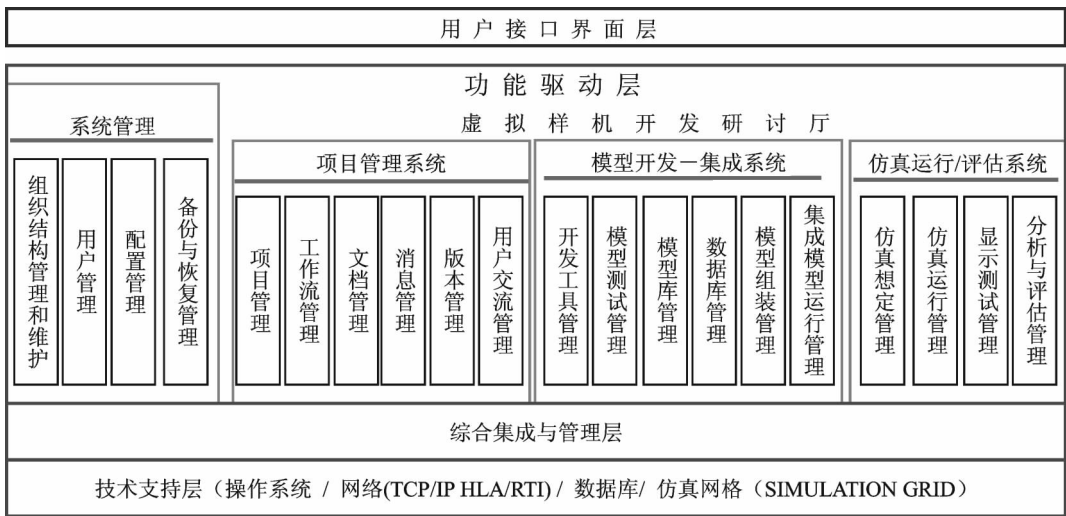 用户接口界面层
功能驱动层
虚拟样机开发研讨厅
系统管理
组织结构管理和维护
用户管理
配置管理
备份与恢复管理
项目管理系统
项目管理
工作流管理
文档管理
消息管理
版本管理
用户交流管理
模型开发－集成系统
开发工具管理
模型测试管理
模型库管理
数据库管理
模型组装管理
集成模型运行管理
仿真运行/评估系统
仿真想定管理
仿真运行管理
显示测试管理
分析与评估管理
综合集成与管理层
技术支持层（操作系统 / 网络(TCP/IP HLA/RTI) / 数据库/ 仿真网格（SIMULATION GRID）